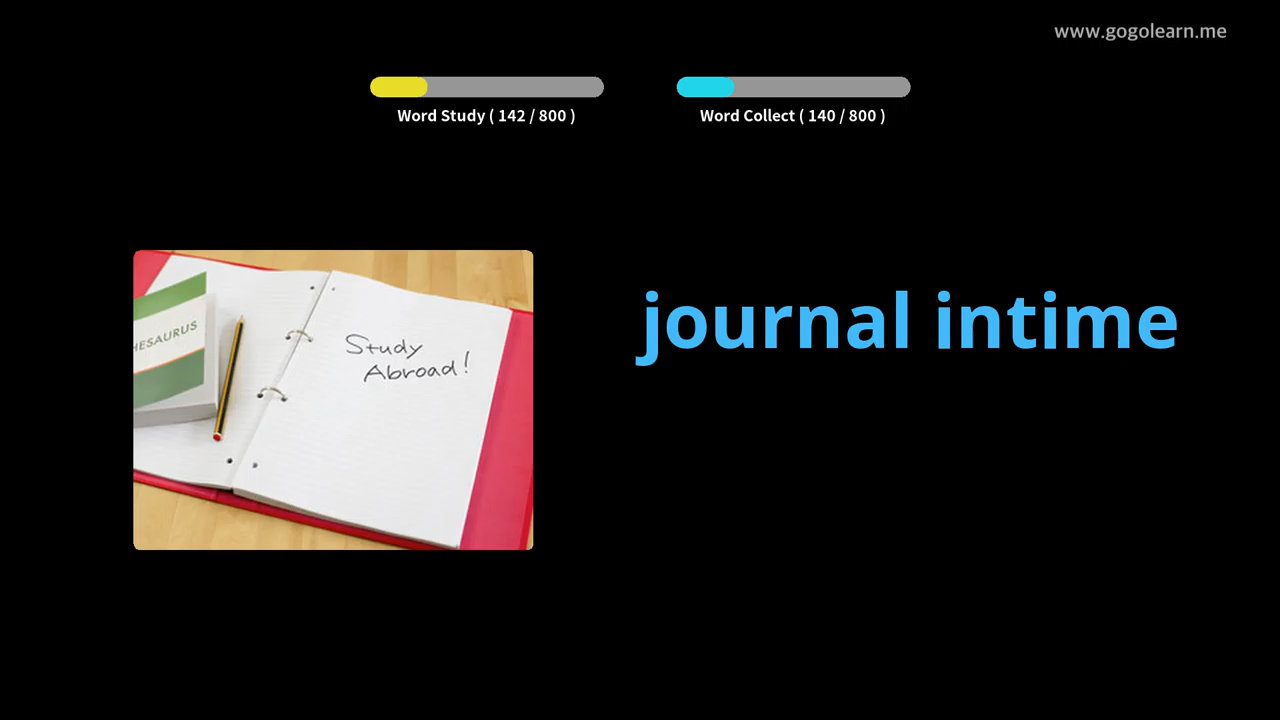 www.gogolearn.me
Word Study ( 142 / 800 )
Word Collect ( 140 / 800 )
journal intime
HESAURUS
Study
Abroad!